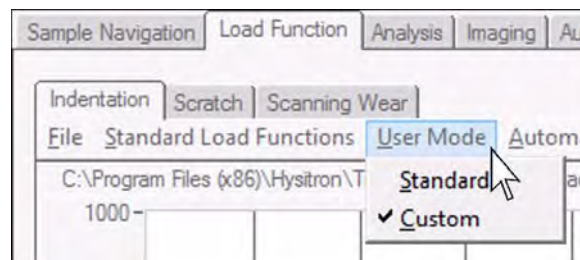 Sample Navigation Load Function Analysis Imaging
Indentation Scratch Scanning Wear
File Standard Load Functions User Mode
C:\Program Files (x86)\Hysitron\T
Standard
1000
✔ Custom